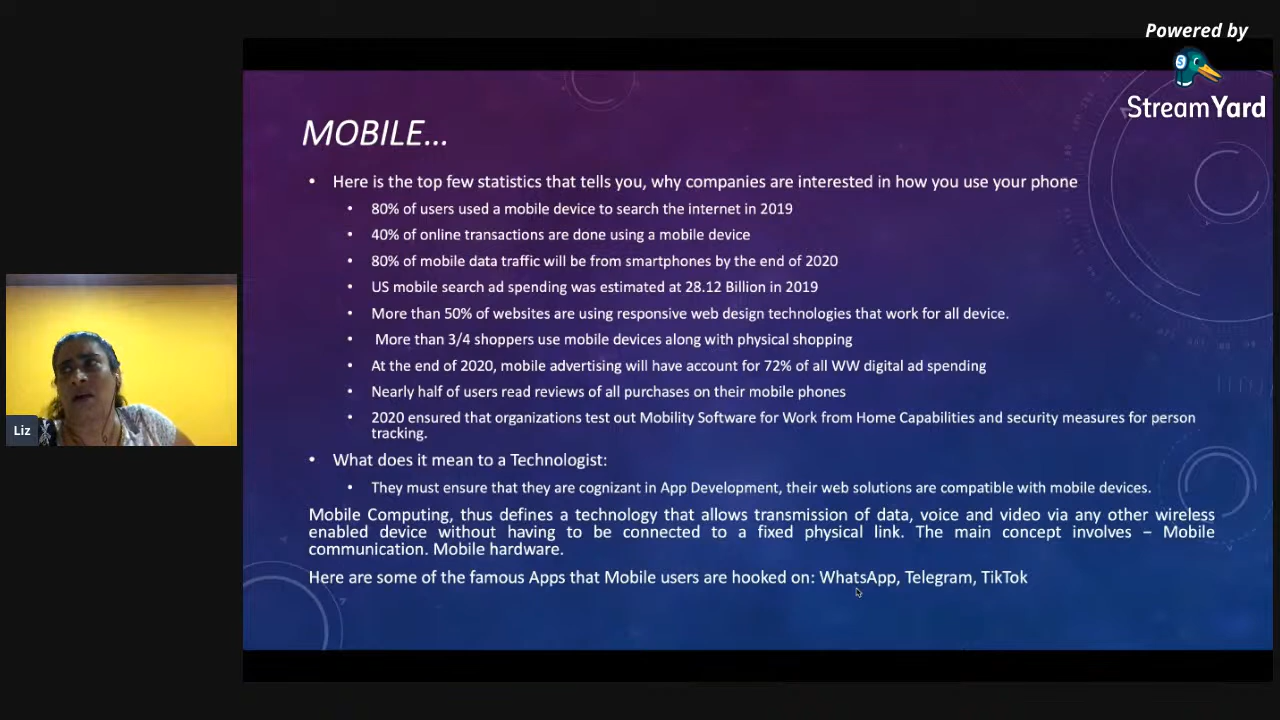 Powered by
StreamYard
MOBILE...
• Here is the top few statistics that tells you, why companies are interested in how you use your phone
• 80% of users used a mobile device to search the internet in 2019
• 40% of online transactions are done using a mobile device
• 80% of mobile data traffic will be from smartphones by the end of 2020
• US mobile search ad spending was estimated at 28.12 Billion in 2019
• More than 50% of websites are using responsive web design technologies that work for all device.
• More than 3/4 shoppers use mobile devices along with physical shopping
• At the end of 2020, mobile advertising will have account for 72% of all WW digital ad spending
• Nearly half of users read reviews of all purchases on their mobile phones
• 2020 ensured that organizations test out Mobility Software for Work from Home Capabilities and security measures for person
tracking.
• What does it mean to a Technologist:
• They must ensure that they are cognizant in App Development, their web solutions are compatible with mobile devices.
Mobile Computing, thus defines a technology that allows transmission of data, voice and video via any other wireless
enabled device without having to be connected to a fixed physical link. The main concept involves – Mobile
communication. Mobile hardware.
Here are some of the famous Apps that Mobile users are hooked on: WhatsApp, Telegram, TikTok
Liz